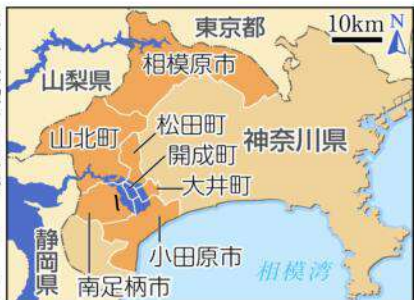 東京都
10km
N
山梨県
相模原市
山北町
松田町
神奈川県
開成町
大井町
静岡県
小田原市
南足柄市
相模湾